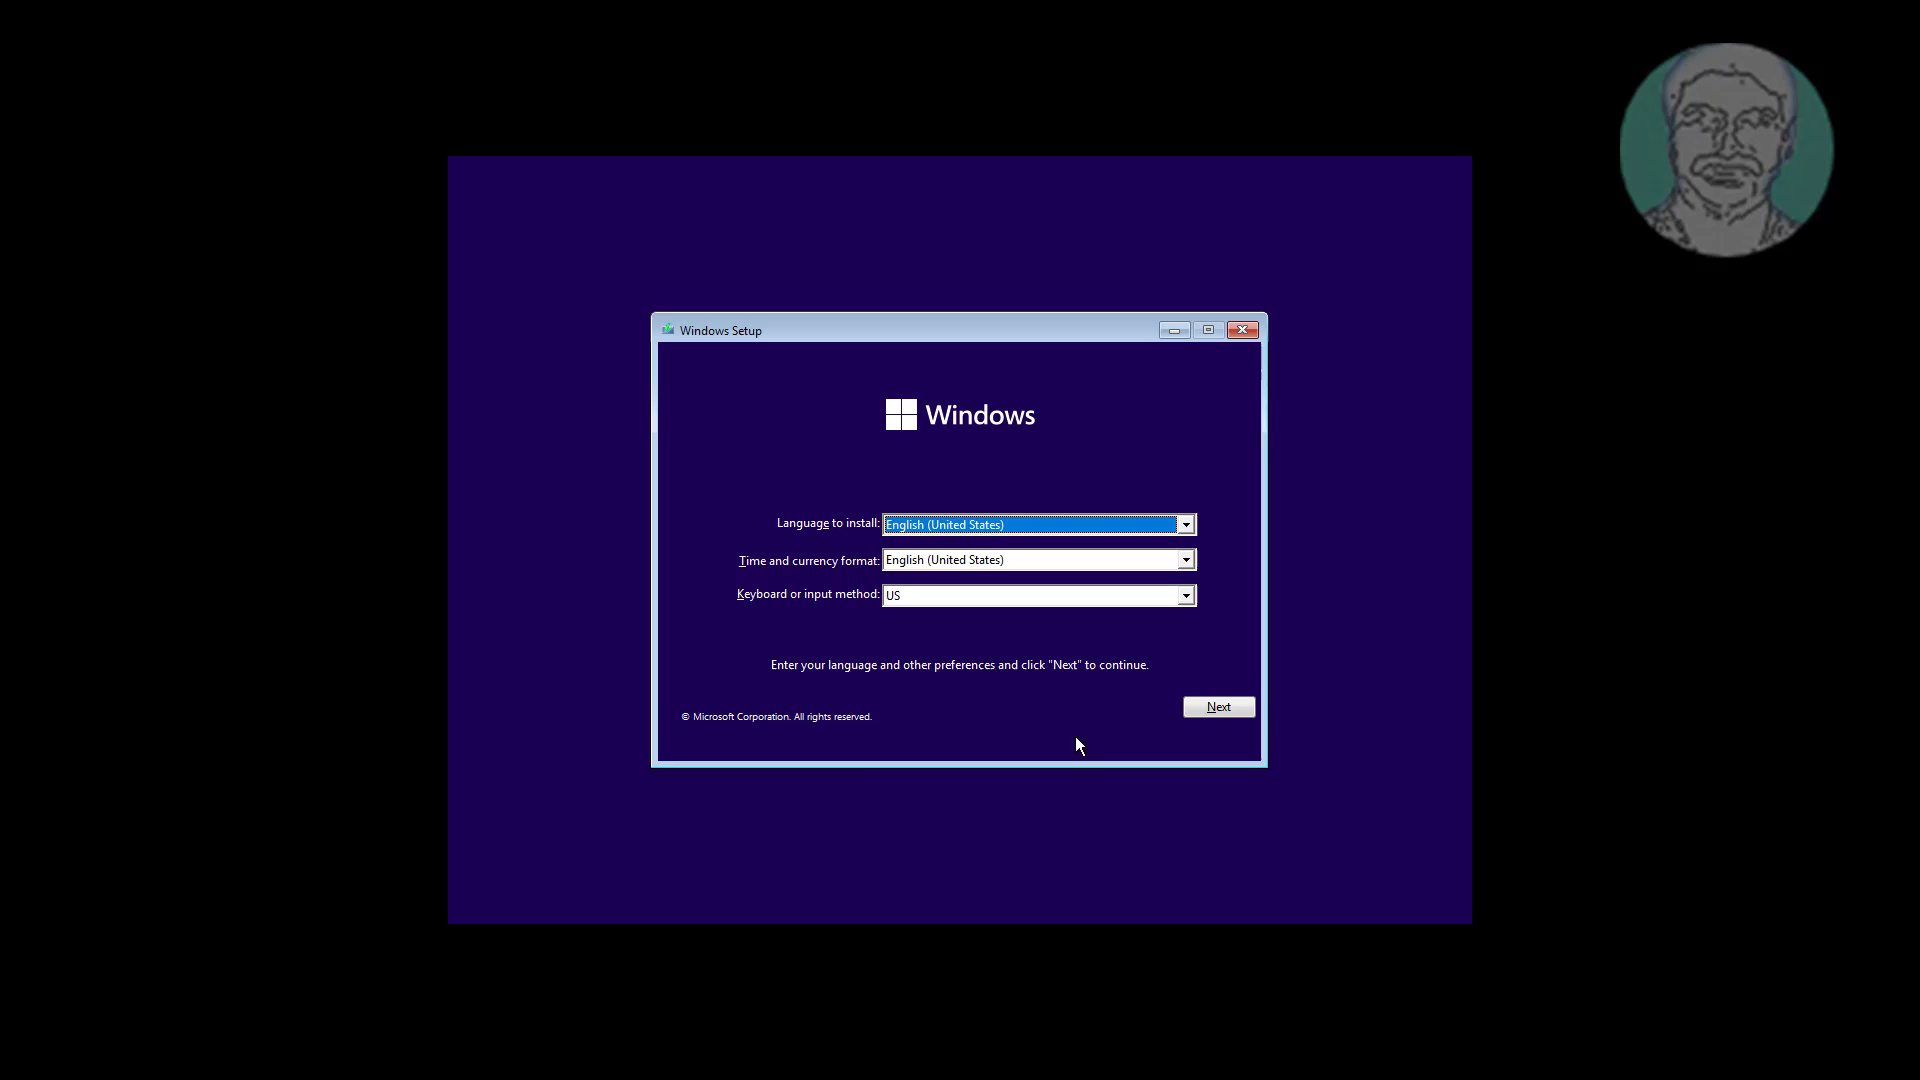 Windows Setup
Windows
Language to install: English (United States)
Time and currency format: English (United States)
Keyboard or input method: US
Enter your language and other preferences and click "Next" to continue.
Next
© Microsoft Corporation. All rights reserved.